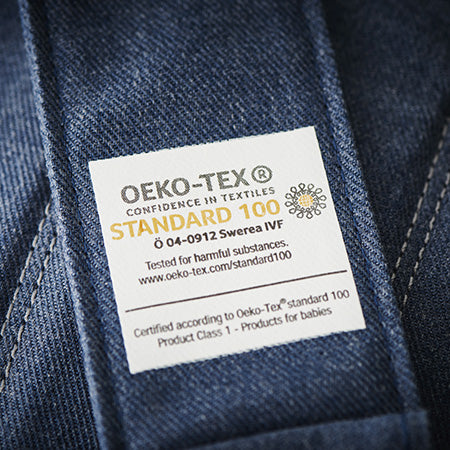 OEKO-TEX®
CONFIDENCE IN TEXTILES
STANDARD 100
Ö 04-0912 Swerea IVF
Tested for harmful substances.
www.oeko-tex.com/standard100
Certified according to Oeko-Tex® standard 100
Product Class 1 - Products for babies